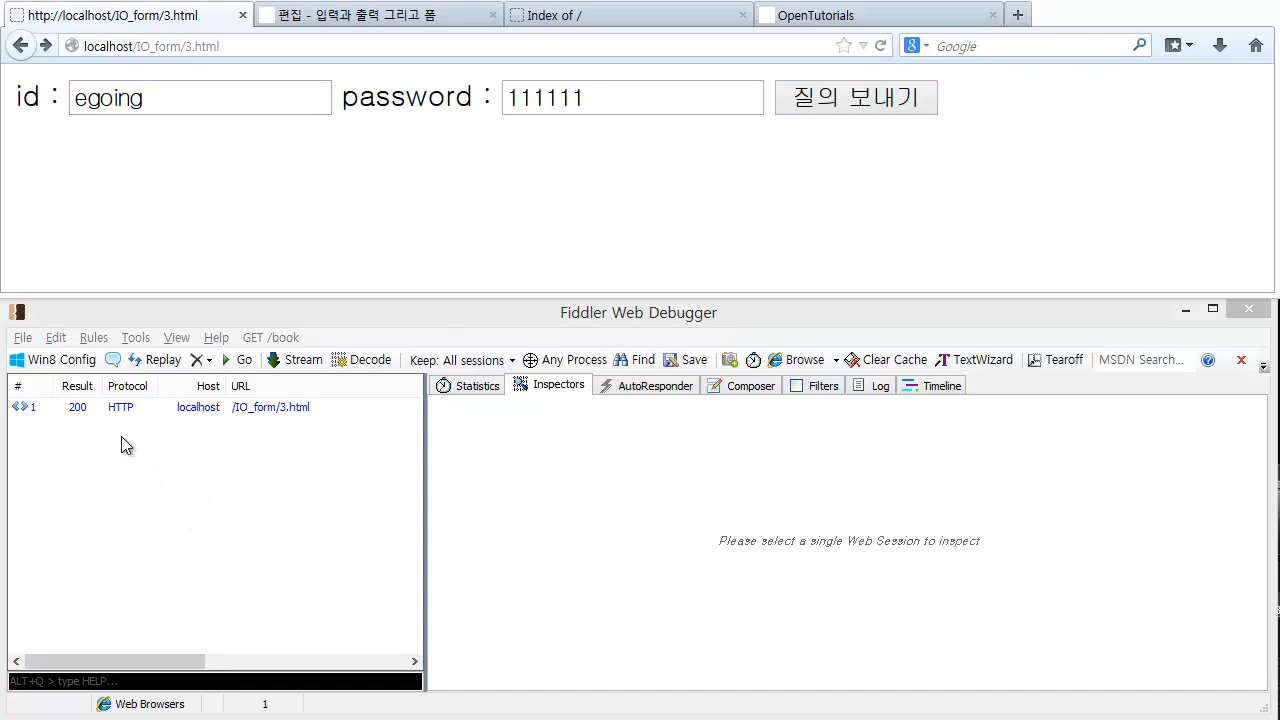 http://localhost/IO_form/3.html 편집 - 입력과 출력 그리고 폼 Index of / OpenTutorials
localhost/IO_form/3.html Google
id : egoing password : 111111 질의 보내기
Fiddler Web Debugger
File Edit Rules Tools View Help GET /book
Win8 Config Replay Go Stream Decode Keep: All sessions Any Process Find Save Browse Clear Cache TextWizard Tearoff MSDN Search...
# Result Protocol Host URL Statistics Inspectors AutoResponder Composer Filters Log Timeline
1 200 HTTP localhost /IO_form/3.html
Please select a single Web Session to inspect
ALT+Q > type HELP...
Web Browsers 1